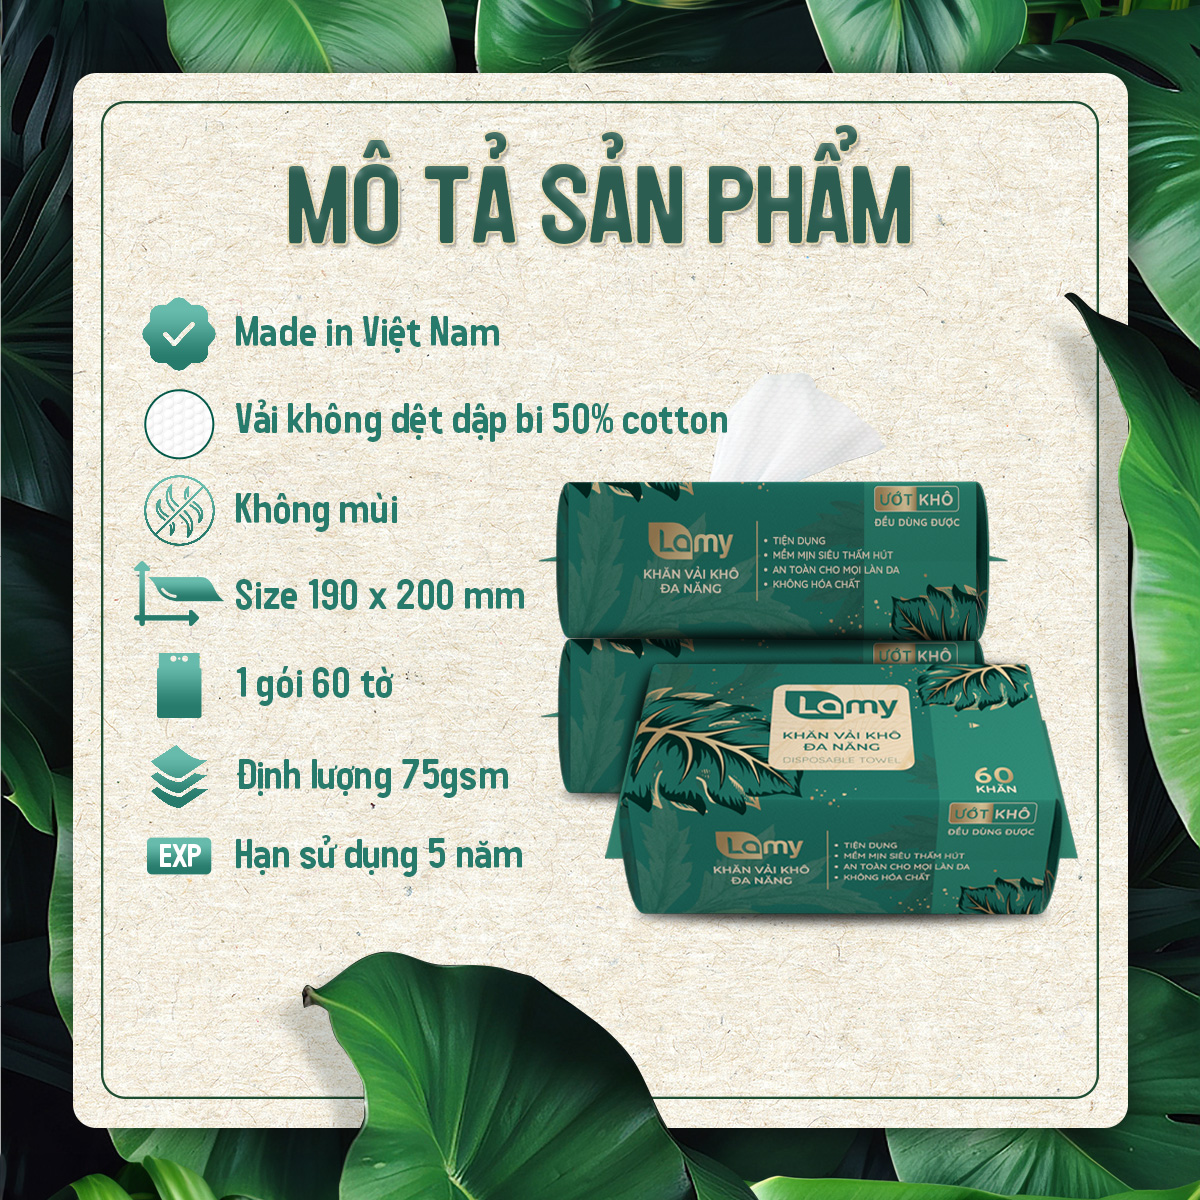 MÔ TẢ SẢN PHẨM
Made in Việt Nam
Vải không dệt dập bi 50% cotton
Không mùi
Size 190 x 200 mm
1 gói 60 tờ
Định lượng 75gsm
EXP Hạn sử dụng 5 năm
ƯỚT KHÔ
ĐỀU DÙNG ĐƯỢC
Lamy
KHĂN VẢI KHÔ
ĐA NĂNG
• TIỆN DỤNG
• MỀM MỊN SIÊU THẤM HÚT
• AN TOÀN CHO MỌI LÀN DA
• KHÔNG HÓA CHẤT
ƯỚT KHÔ
Lamy
KHĂN VẢI KHÔ
ĐA NĂNG
DISPOSABLE TOWEL
60
KHĂN
ƯỚT KHÔ
ĐỀU DÙNG ĐƯỢC
Lamy
KHĂN VẢI KHÔ
ĐA NĂNG
• TIỆN DỤNG
• MỀM MỊN SIÊU THẤM HÚT
• AN TOÀN CHO MỌI LÀN DA
• KHÔNG HÓA CHẤT